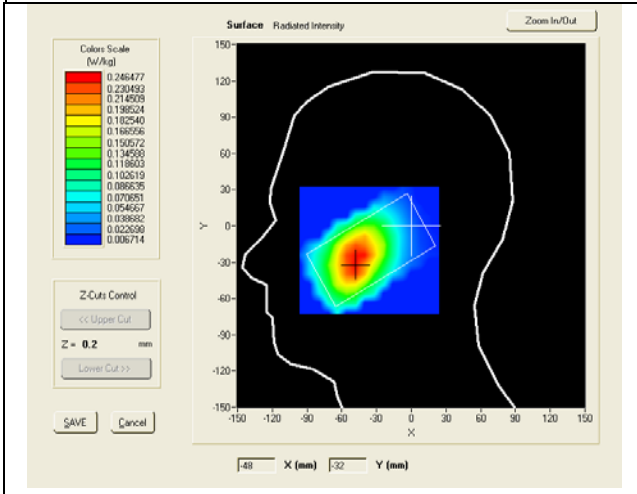 Surface Radiated Intensity
Zoom In/Out
Colors Scale
(W/kg)
0.246477
0.230493
0.214509
0.198524
0.182540
0.166556
0.150572
0.134588
0.118603
0.102619
0.086635
0.070651
0.054667
0.038682
0.022698
0.006714
150
120
90
60
30
0
-30
-60
-90
-120
-150
Y
-150 -120 -90 -60 -30 0 30 60 90 120 150
X
Z-Cuts Control
<< Upper Cut
Z = 0.2 mm
Lower Cut >>
SAVE Cancel
-48 X (mm) -32 Y (mm)